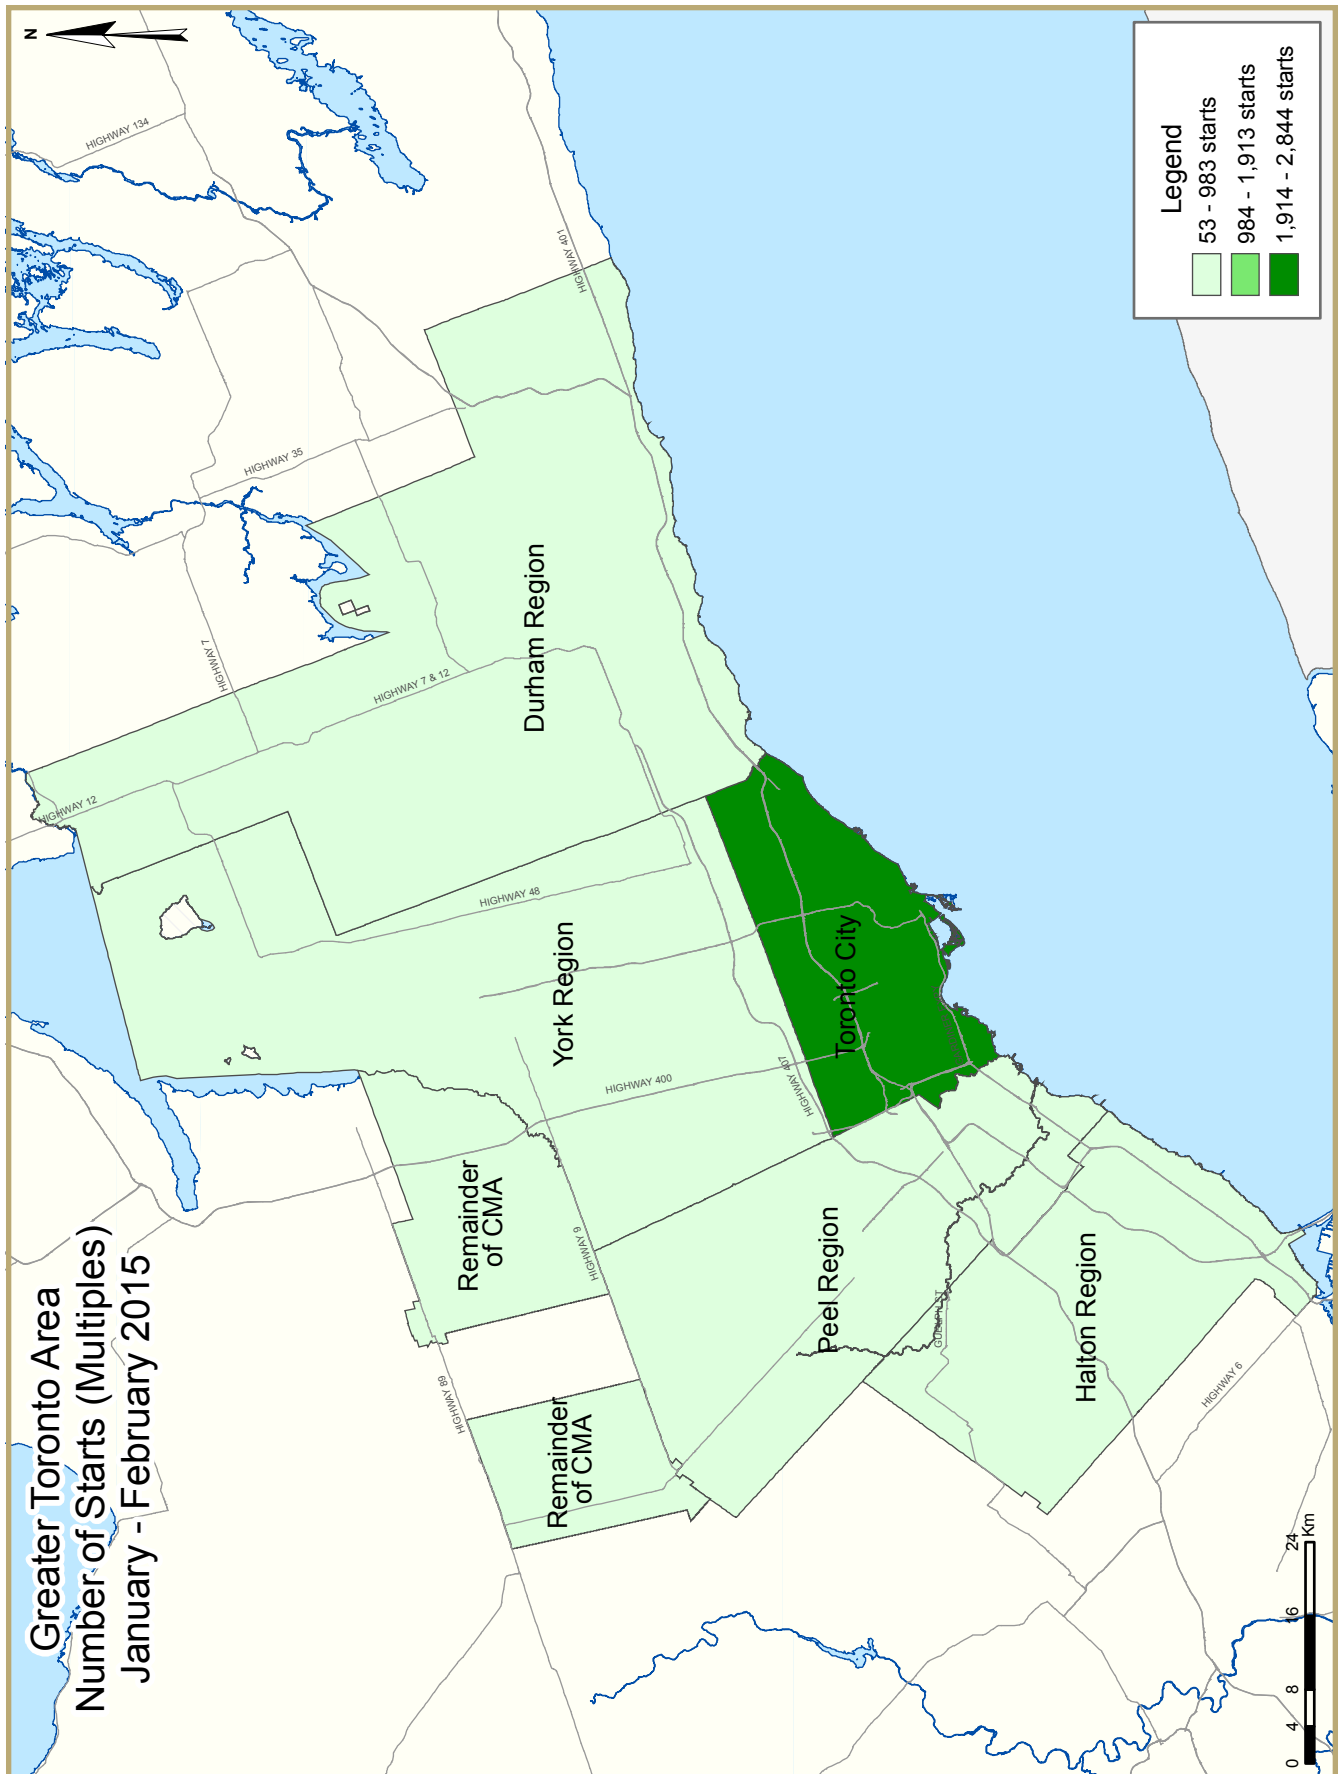 Greater Toronto Area
Number of Starts (Multiples)
January - February 2015
N
HIGHWAY 134
HIGHWAY 401
HIGHWAY 35
HIGHWAY 7
HIGHWAY 7 & 12
HIGHWAY 12
Durham Region
HIGHWAY 48
York Region
Toronto City
HIGHWAY 407
HIGHWAY 400
Remainder
of CMA
HIGHWAY 9
HIGHWAY 89
Remainder
of CMA
Peel Region
GUELPH ST
Halton Region
HIGHWAY 6
Legend
53 - 983 starts
984 - 1,913 starts
1,914 - 2,844 starts
0 4 8 16 24
Km